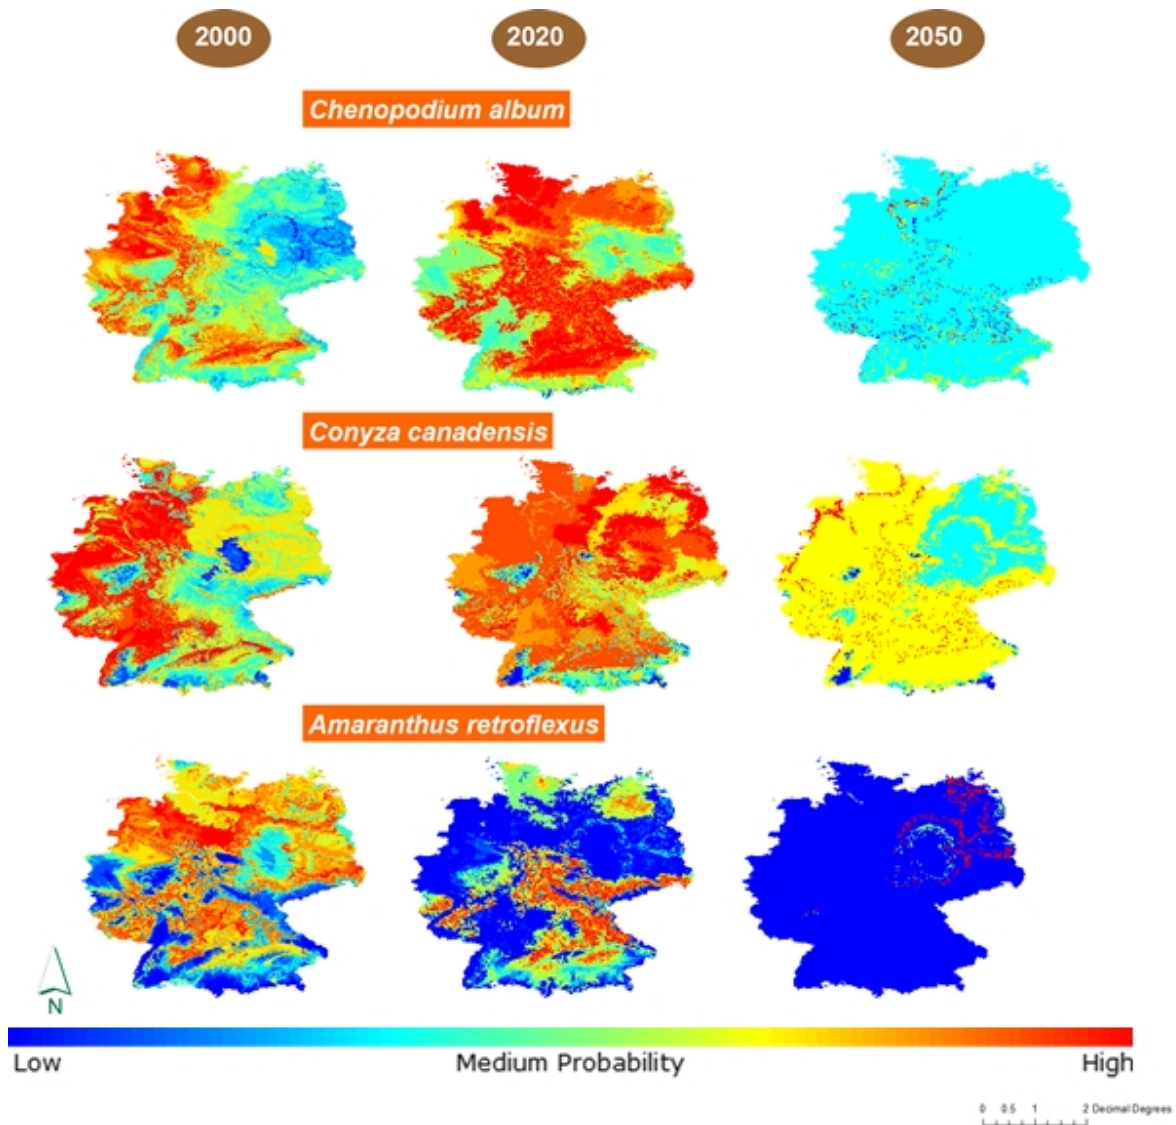 2000 2020 2050
Chenopodium album
Conyza canadensis
Amaranthus retroflexus
N
Low Medium Probability High
0 0.5 1 2 Decimal Degrees